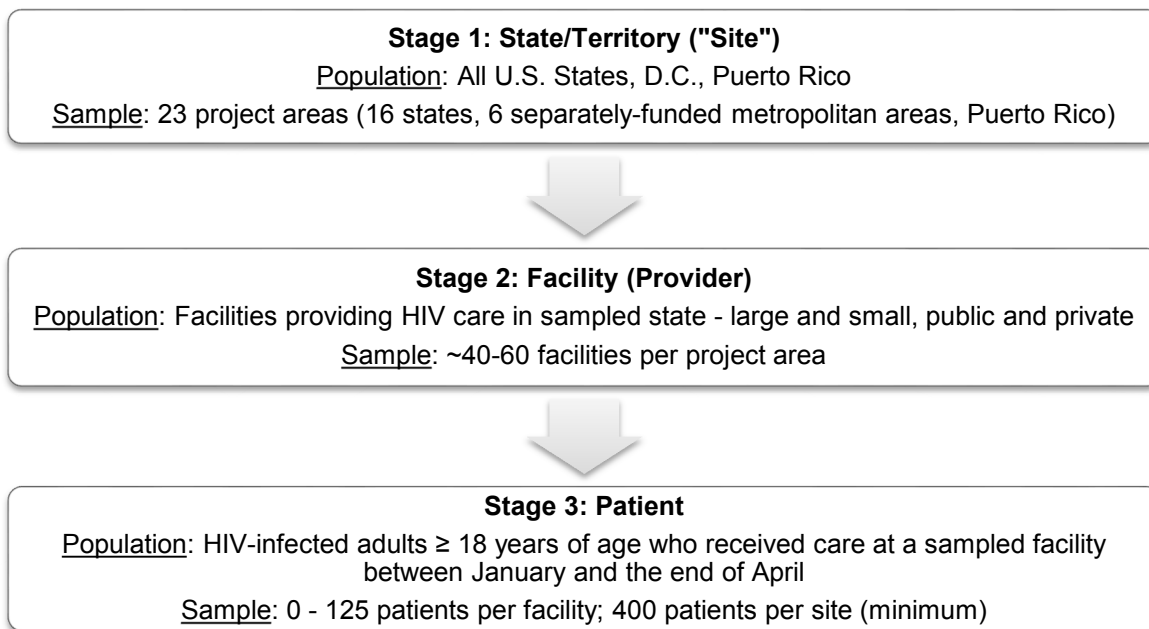 Stage 1: State/Territory ("Site")
Population: All U.S. States, D.C., Puerto Rico
Sample: 23 project areas (16 states, 6 separately-funded metropolitan areas, Puerto Rico)
Stage 2: Facility (Provider)
Population: Facilities providing HIV care in sampled state - large and small, public and private
Sample: ~40-60 facilities per project area
Stage 3: Patient
Population: HIV-infected adults ≥ 18 years of age who received care at a sampled facility
between January and the end of April
Sample: 0 - 125 patients per facility; 400 patients per site (minimum)